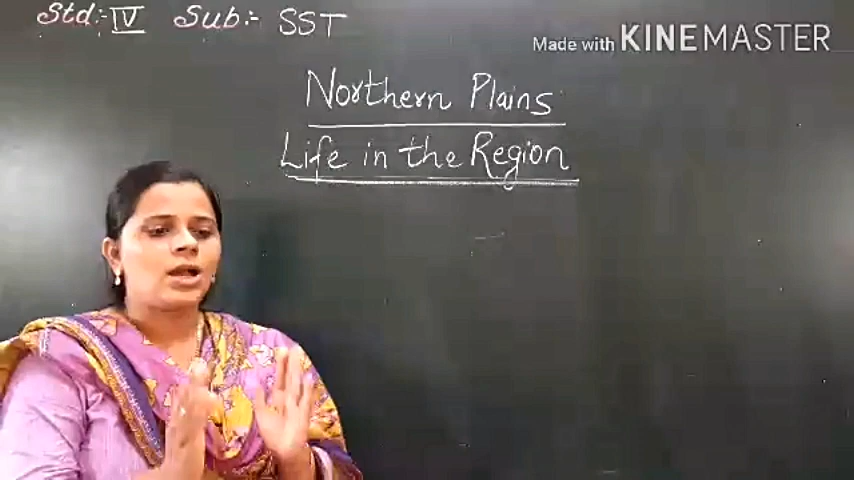 Std:- IV Sub:- SST
Made with KINEMASTER
Northern Plains
Life in the Region